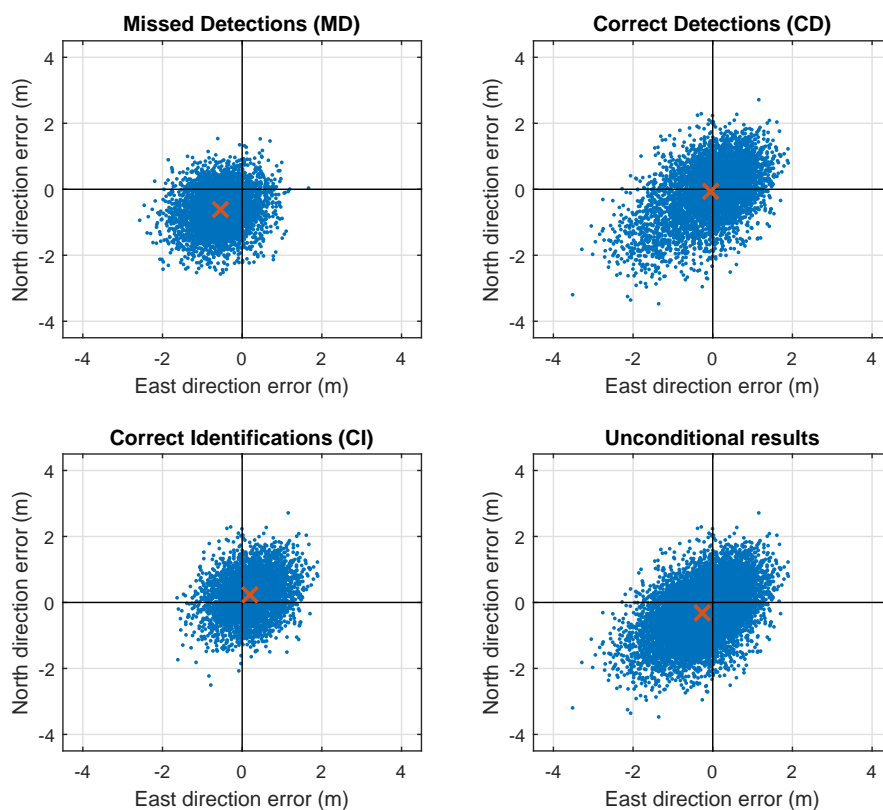 Missed Detections (MD)
4
2
0
-2
-4
North direction error (m)
-4 -2 0 2 4
East direction error (m)
Correct Detections (CD)
4
2
0
-2
-4
North direction error (m)
-4 -2 0 2 4
East direction error (m)
Correct Identifications (CI)
4
2
0
-2
-4
North direction error (m)
-4 -2 0 2 4
East direction error (m)
Unconditional results
4
2
0
-2
-4
North direction error (m)
-4 -2 0 2 4
East direction error (m)